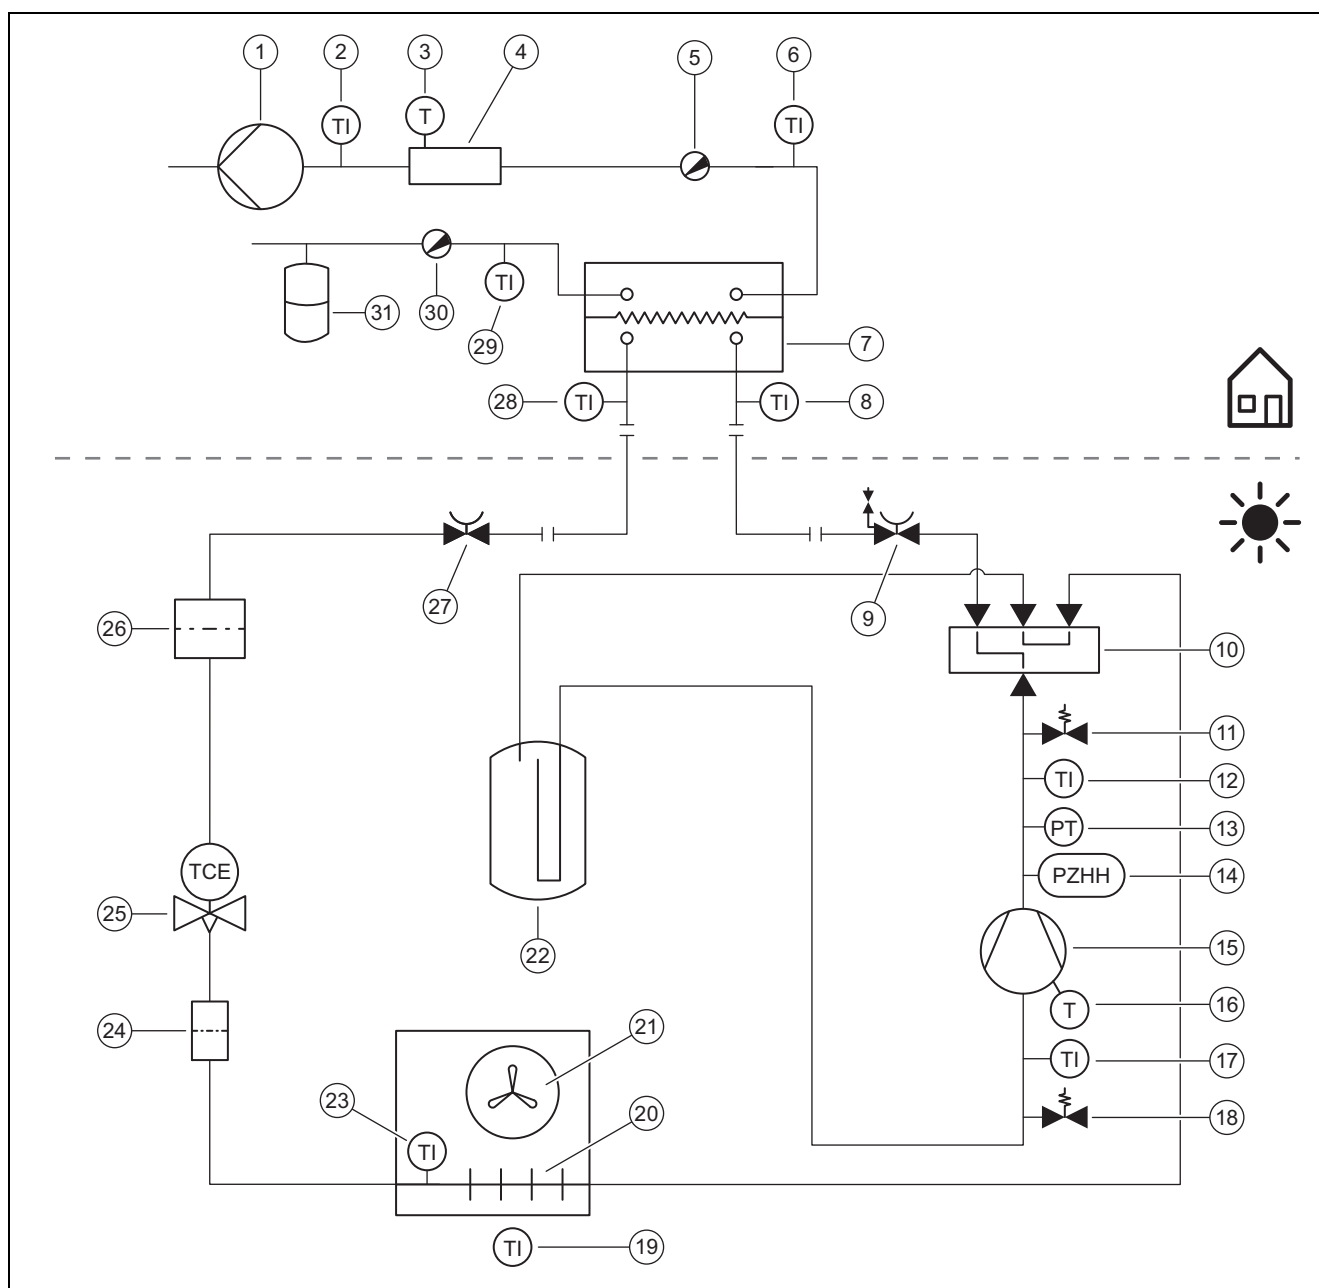 1 2 3 4 5 6
TI T TI TI
31 30 TI 29 7
28 TI TI 8
27 9
26 10
11
TI 12
PT 13
TCE PZHH 14
25 22 15
T 16
24 21 TI 17
23 20 18
TI
TI 19